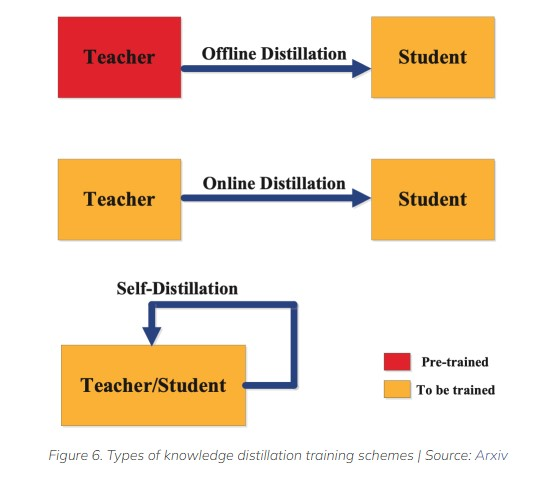 Teacher
Offline Distillation
Student
Teacher
Online Distillation
Student
Self-Distillation
Teacher/Student
Pre-trained
To be trained
Figure 6. Types of knowledge distillation training schemes | Source: Arxiv